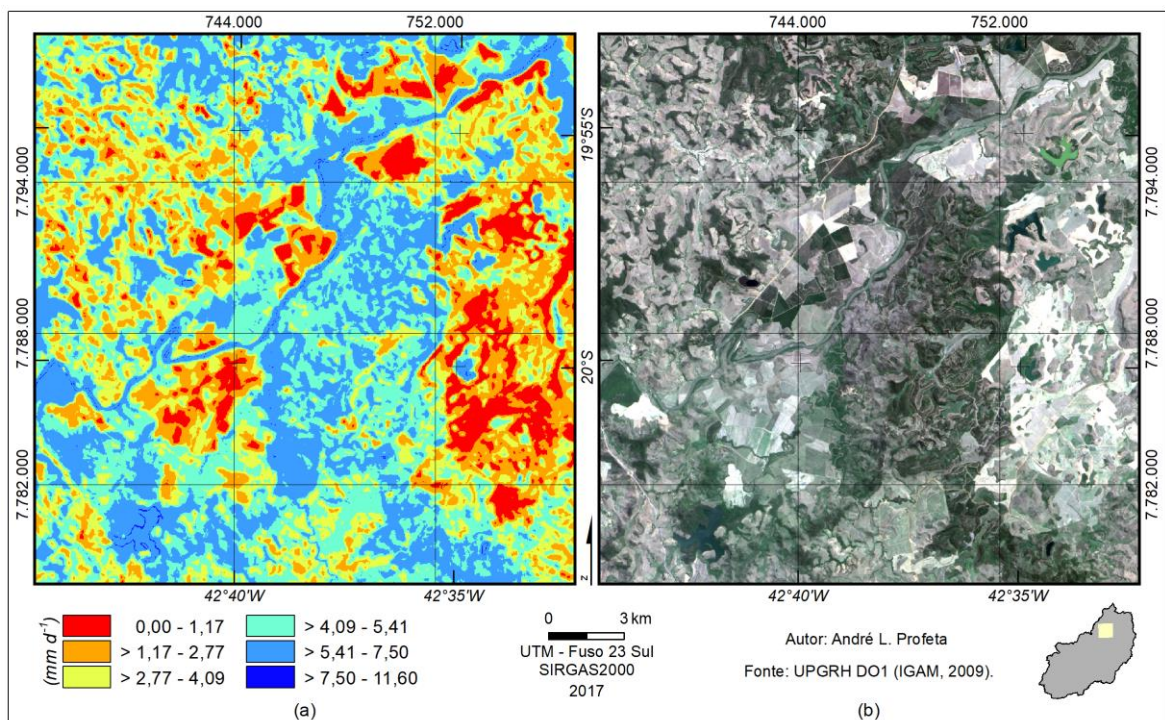 744.000 752.000 744.000 752.000
7.794.000 19°55'S 7.794.000
7.788.000 20°S 7.788.000
7.782.000 7.782.000
42°40'W 42°35'W z 42°40'W 42°35'W
(mm d⁻¹)
0,00 - 1,17 > 4,09 - 5,41
> 1,17 - 2,77 > 5,41 - 7,50
> 2,77 - 4,09 > 7,50 - 11,60
0 3 km
UTM - Fuso 23 Sul
SIRGAS2000
2017
Autor: André L. Profeta
Fonte: UPGRH DO1 (IGAM, 2009).
(a) (b)